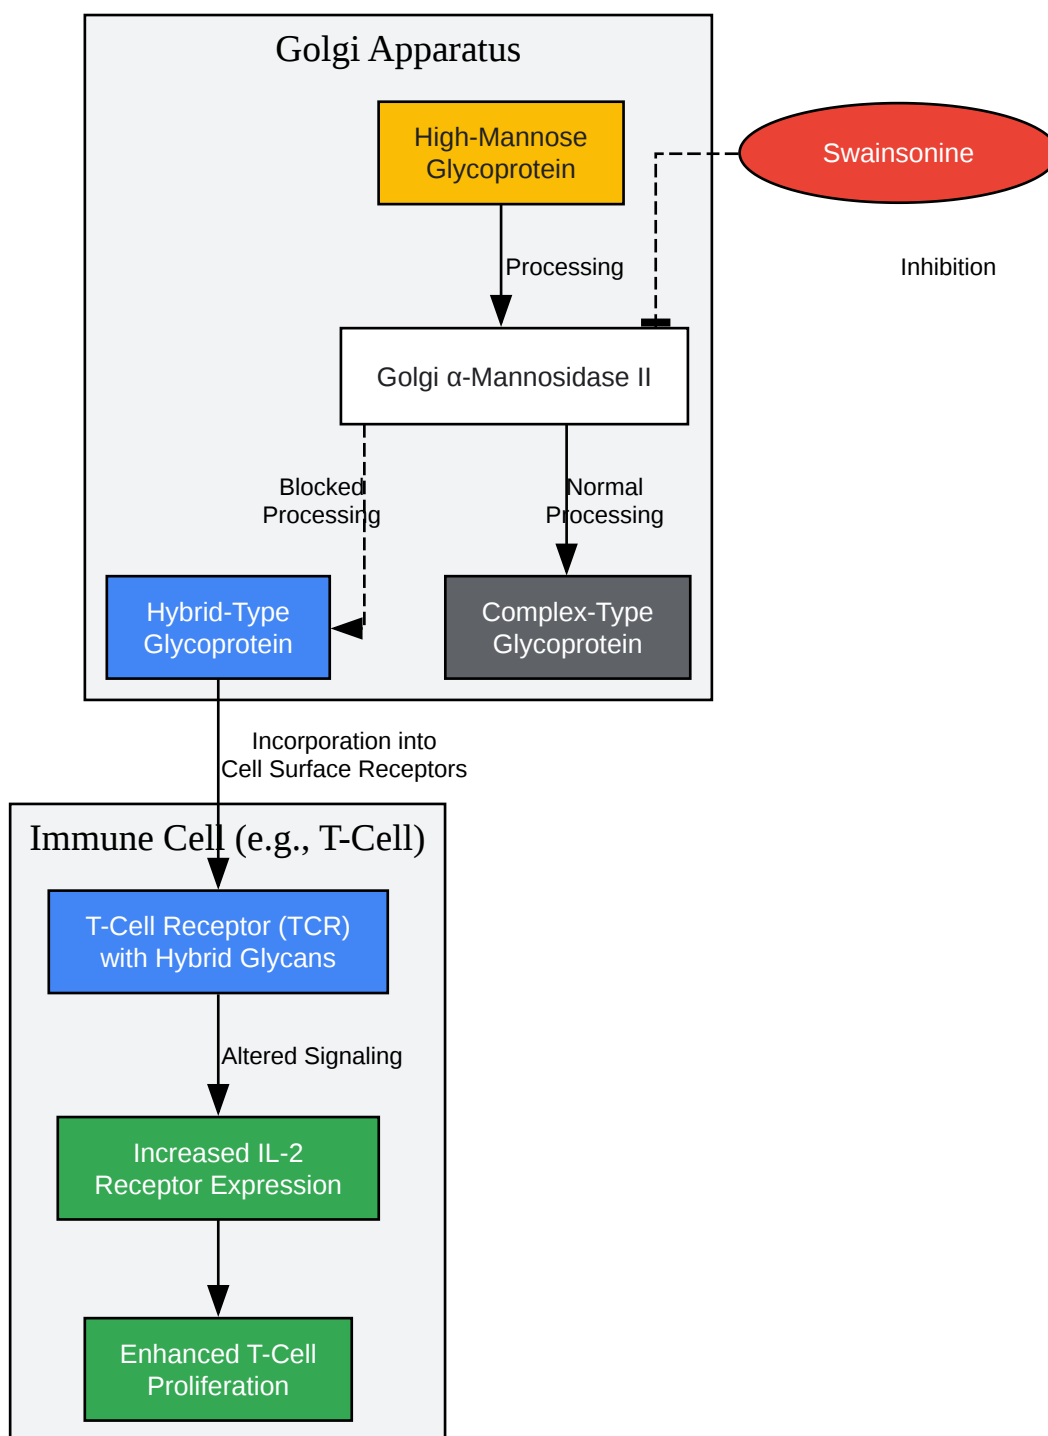 Golgi Apparatus
High-Mannose
Glycoprotein
Swainsonine
Processing
Inhibition
Golgi α-Mannosidase II
Blocked
Processing
Normal
Processing
Hybrid-Type
Glycoprotein
Complex-Type
Glycoprotein
Incorporation into
Cell Surface Receptors
Immune Cell (e.g., T-Cell)
T-Cell Receptor (TCR)
with Hybrid Glycans
Altered Signaling
Increased IL-2
Receptor Expression
Enhanced T-Cell
Proliferation